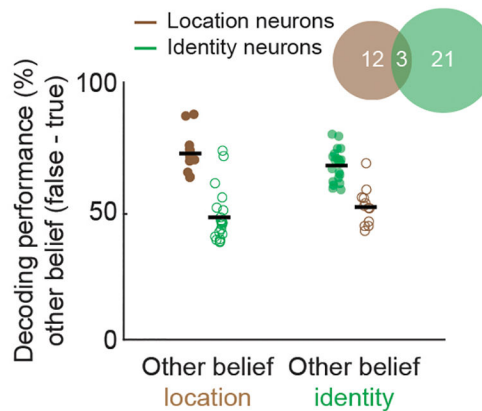 Location neurons
Identity neurons
12 3 21
Decoding performance (%)
other belief (false - true)
100
50
0
Other belief
location
Other belief
identity